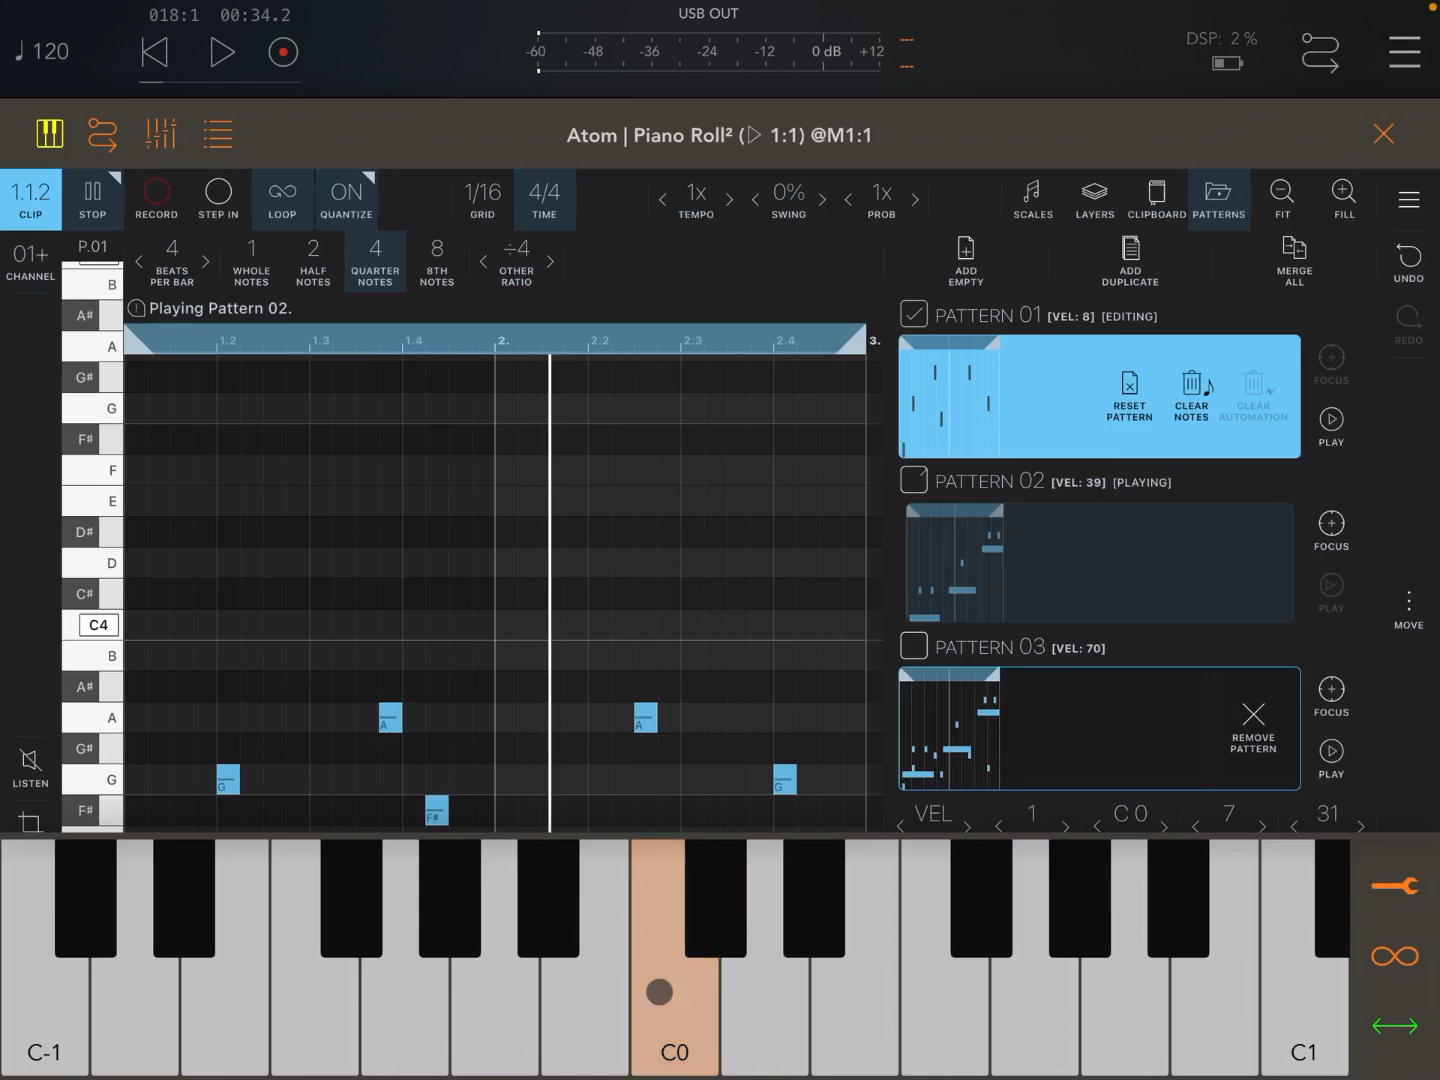 018:1 00:34.2
USB OUT
120
-60 -48 -36 -24 -12 0 dB +12
DSP: 2 %
Atom | Piano Roll² (▷ 1:1) @M1:1
1.1.2
CLIP
STOP
RECORD
STEP IN
LOOP
ON
QUANTIZE
1/16
GRID
4/4
TIME
1x
TEMPO
0%
SWING
1x
PROB
SCALES
LAYERS
CLIPBOARD
PATTERNS
FIT
FILL
01+
CHANNEL
P.01
4
BEATS
PER BAR
1
WHOLE
NOTES
2
HALF
NOTES
4
QUARTER
NOTES
8
8TH
NOTES
÷4
OTHER
RATIO
ADD
EMPTY
ADD
DUPLICATE
MERGE
ALL
UNDO
REDO
Playing Pattern 02.
1.2 1.3 1.4 2. 2.2 2.3 2.4 3.
B
A#
A
G#
G
F#
F
E
D#
D
C#
C4
B
A#
A
G#
G
F#
A
A
G
G
F#
LISTEN
PATTERN 01 [VEL: 8] [EDITING]
RESET
PATTERN
CLEAR
NOTES
CLEAR
AUTOMATION
FOCUS
PLAY
PATTERN 02 [VEL: 39] [PLAYING]
FOCUS
PLAY
PATTERN 03 [VEL: 70]
REMOVE
PATTERN
FOCUS
PLAY
MOVE
VEL 1 C 0 7 31
C-1 C0 C1